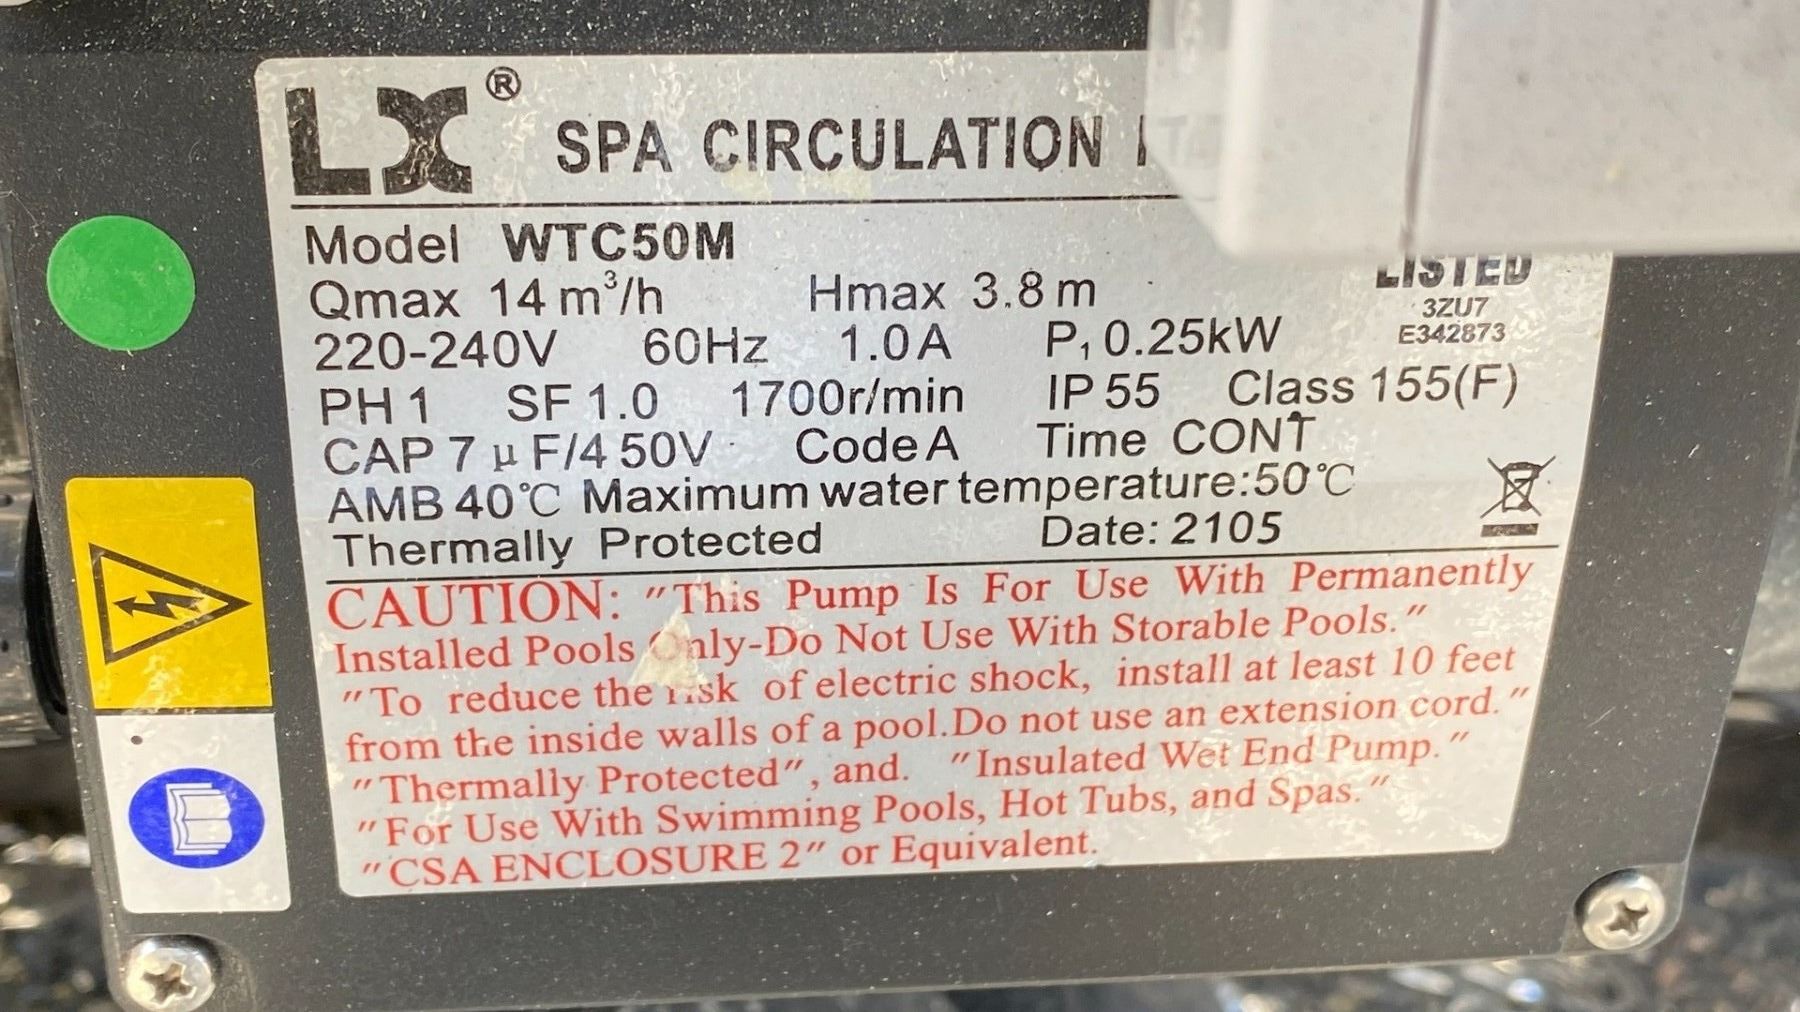 LX®
SPA CIRCULATION
Model WTC50M
Qmax 14 m³/h Hmax 3.8 m
LISTED
3ZU7
E342873
220-240V 60Hz 1.0A P₁ 0.25kW
PH 1 SF 1.0 1700r/min IP 55 Class 155(F)
CAP 7 μF/450V Code A Time CONT
AMB 40℃ Maximum water temperature:50℃
Thermally Protected Date: 2105
CAUTION: "This Pump Is For Use With Permanently
Installed Pools Only-Do Not Use With Storable Pools."
"To reduce the risk of electric shock, install at least 10 feet
from the inside walls of a pool.Do not use an extension cord."
"Thermally Protected", and. "Insulated Wet End Pump."
"For Use With Swimming Pools, Hot Tubs, and Spas."
"CSA ENCLOSURE 2" or Equivalent.